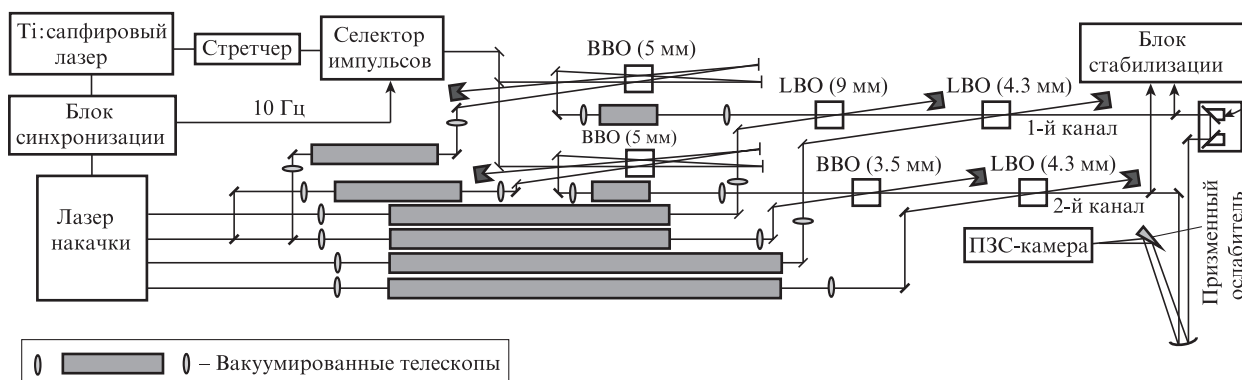 Ti:сапфировый
лазер
Стретчер
Селектор
импульсов
BBO (5 мм)
Блок
стабилизации
LBO (9 мм)
LBO (4.3 мм)
1-й канал
Блок
синхронизации
10 Гц
BBO (5 мм)
BBO (3.5 мм)
LBO (4.3 мм)
2-й канал
Лазер
накачки
ПЗС-камера
Призменный
ослабитель
– Вакуумированные телескопы